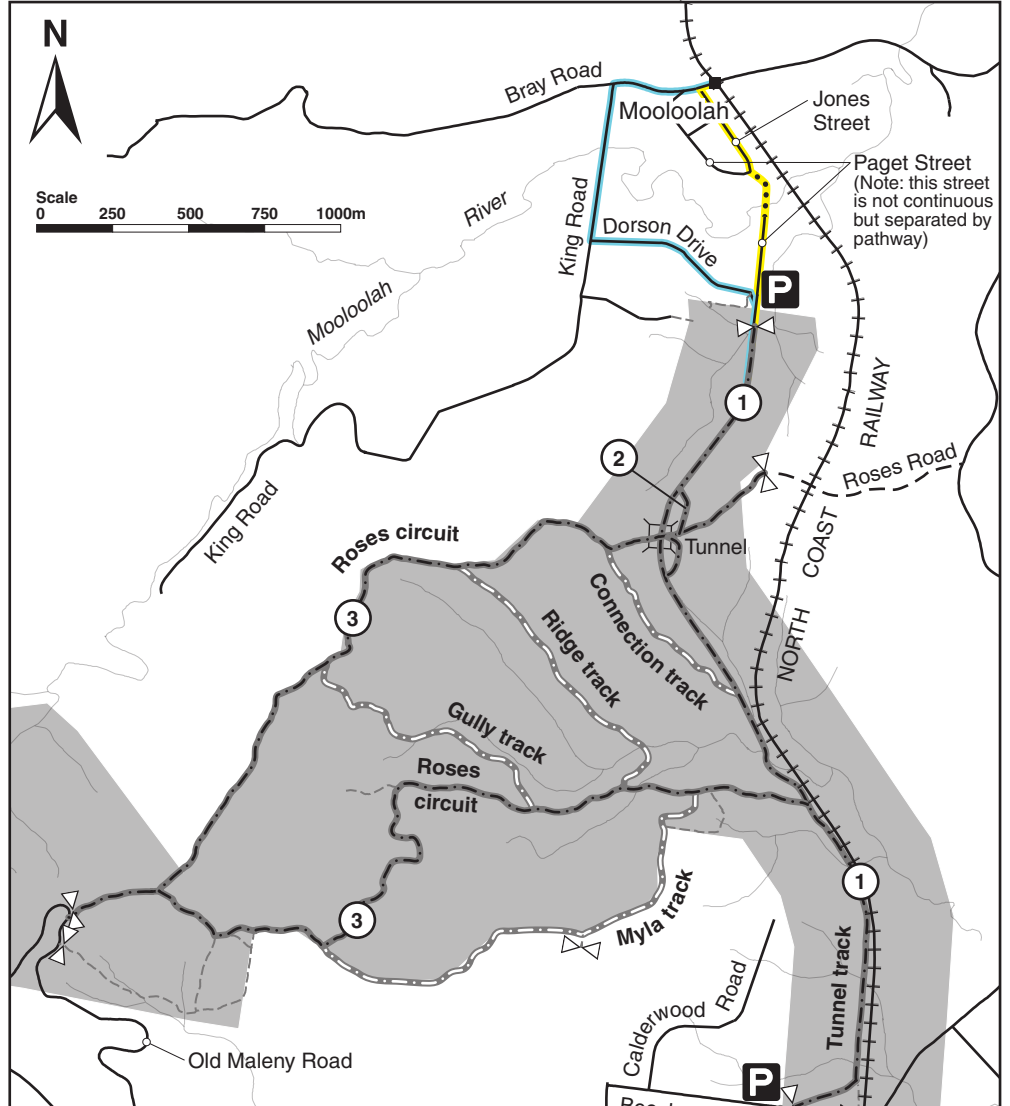 N
Bray Road
Mooloolah
Jones
Street
Paget Street
(Note: this street
is not continuous
but separated by
pathway)
Scale
0 250 500 750 1000m
River
Mooloolah
King Road
Dorson Drive
P
1
2
RAILWAY
COAST
NORTH
Roses Road
Tunnel
King Road
Roses circuit
3
Connection track
Ridge track
Gully track
Roses
circuit
3
Myla track
1
Tunnel track
Calderwood Road
Old Maleny Road
P